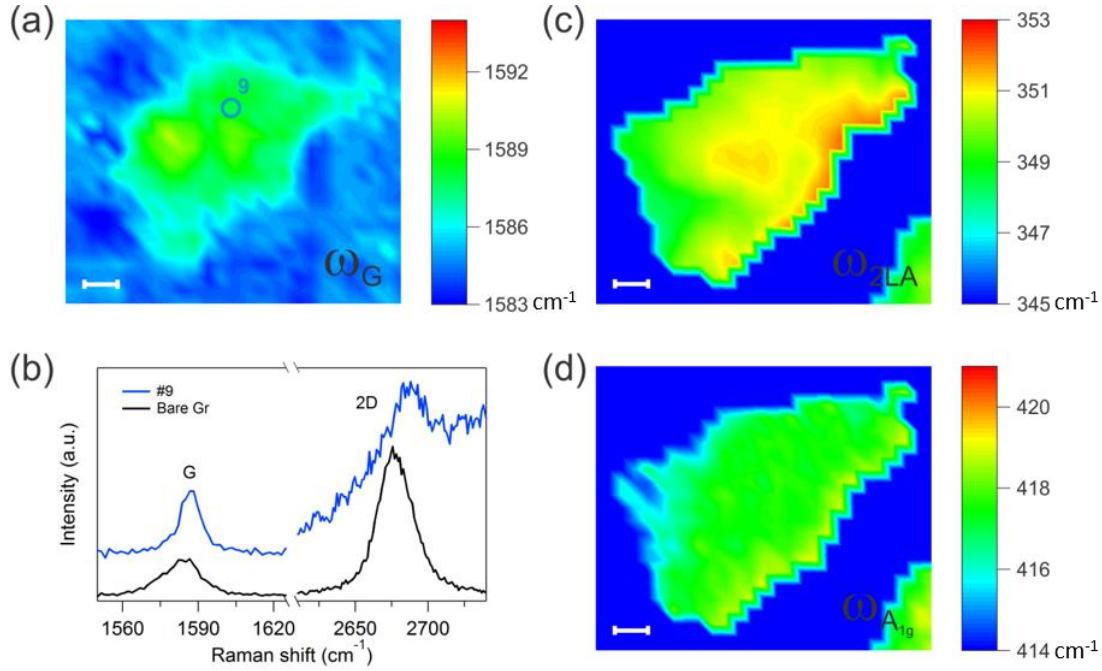 (a)
9
ωG
1592
1589
1586
1583 cm-1
(c)
ω2LA
353
351
349
347
345 cm-1
(b)
#9
Bare Gr
G
2D
Intensity (a.u.)
1560 1590 1620 2650 2700
Raman shift (cm-1)
(d)
ωA1g
420
418
416
414 cm-1